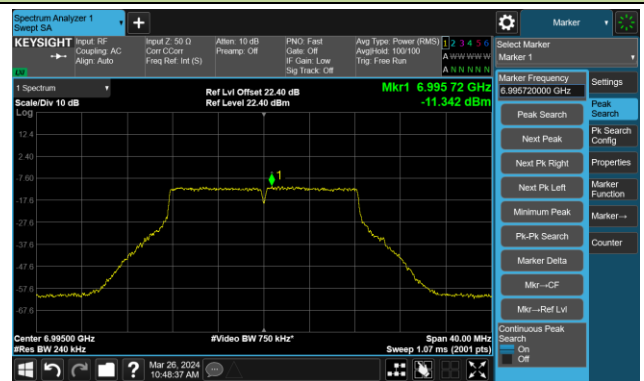 Spectrum Analyzer 1
Swept SA
Marker
KEYSIGHT
Input: RF
Coupling: AC
Align: Auto
Input Z: 50 Ω
Corr CCorr
Freq Ref: Int (S)
Atten: 10 dB
Preamp: Off
PNO: Fast
Gate: Off
IF Gain: Low
Sig Track: Off
Avg Type: Power (RMS)
Avg|Hold: 100/100
Trig: Free Run
1 2 3 4 5 6
A W W W W W
A N N N N N
Select Marker
Marker 1
1 Spectrum
Scale/Div 10 dB
Log
Ref Lvl Offset 22.40 dB
Ref Level 22.40 dBm
Mkr1 6.995 72 GHz
-11.342 dBm
12.4
2.40
-7.60
-17.6
-27.6
-37.6
-47.6
-57.6
-67.6
1
Center 6.99500 GHz
#Res BW 240 kHz
#Video BW 750 kHz*
Span 40.00 MHz
Sweep 1.07 ms (2001 pts)
Marker Frequency
6.995720000 GHz
Peak Search
Next Peak
Next Pk Right
Next Pk Left
Minimum Peak
Pk-Pk Search
Marker Delta
Mkr→CF
Mkr→Ref Lvl
Continuous Peak
Search
On
Off
Settings
Peak
Search
Pk Search
Config
Properties
Marker
Function
Marker→
Counter
Mar 26, 2024
10:48:37 AM